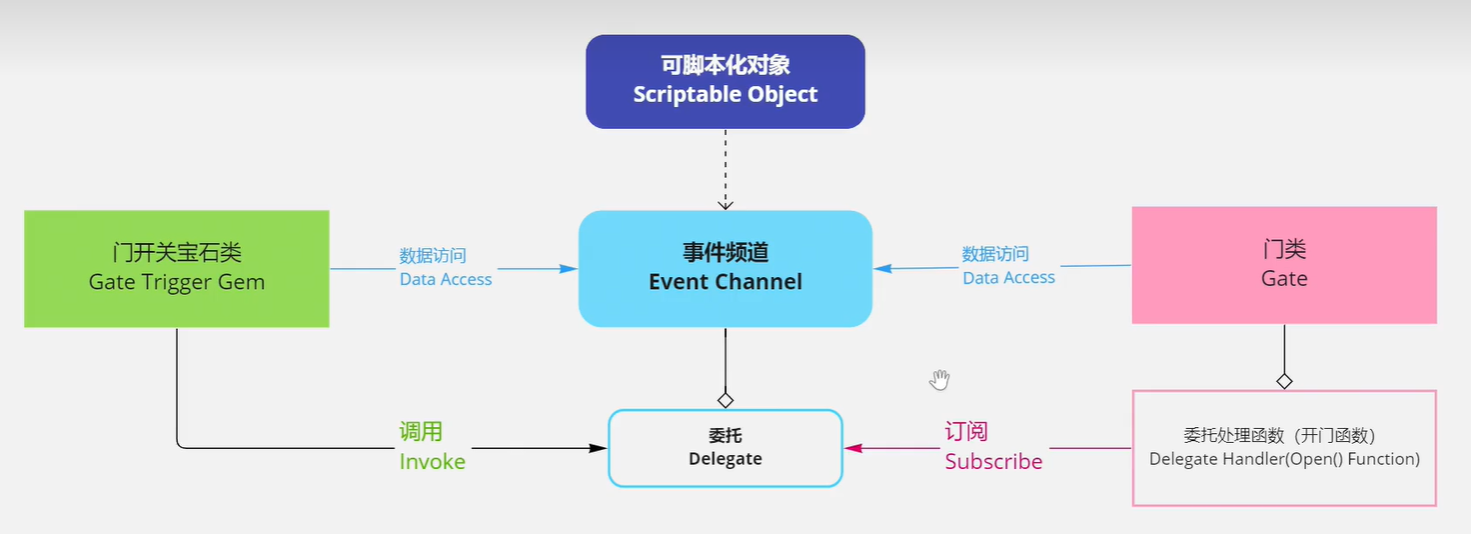 可脚本化对象
Scriptable Object
门开关宝石类
Gate Trigger Gem
数据访问
Data Access
事件频道
Event Channel
数据访问
Data Access
门类
Gate
调用
Invoke
委托
Delegate
订阅
Subscribe
委托处理函数（开门函数）
Delegate Handler(Open() Function)